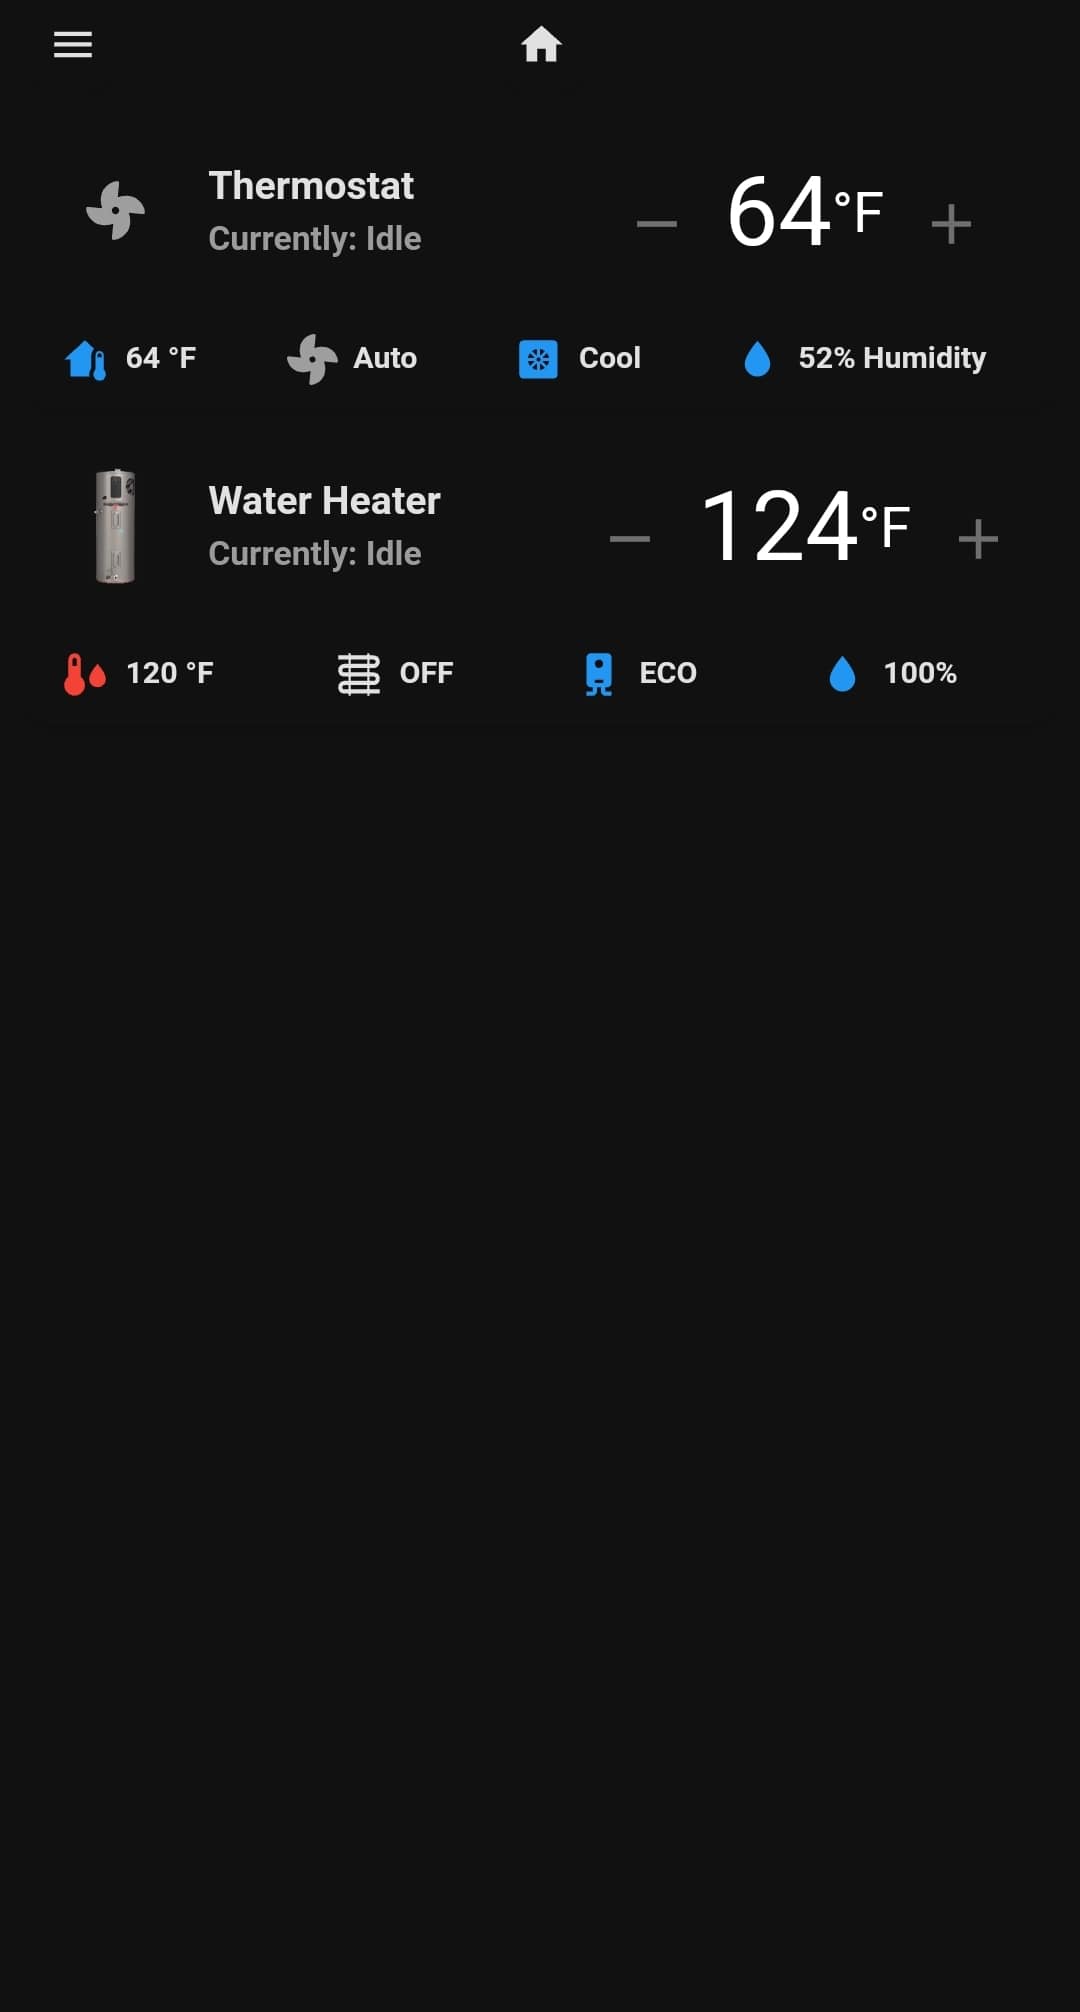 Thermostat
Currently: Idle
− 64°F +
64 °F Auto Cool 52% Humidity
Water Heater
Currently: Idle
− 124°F +
120 °F OFF ECO 100%